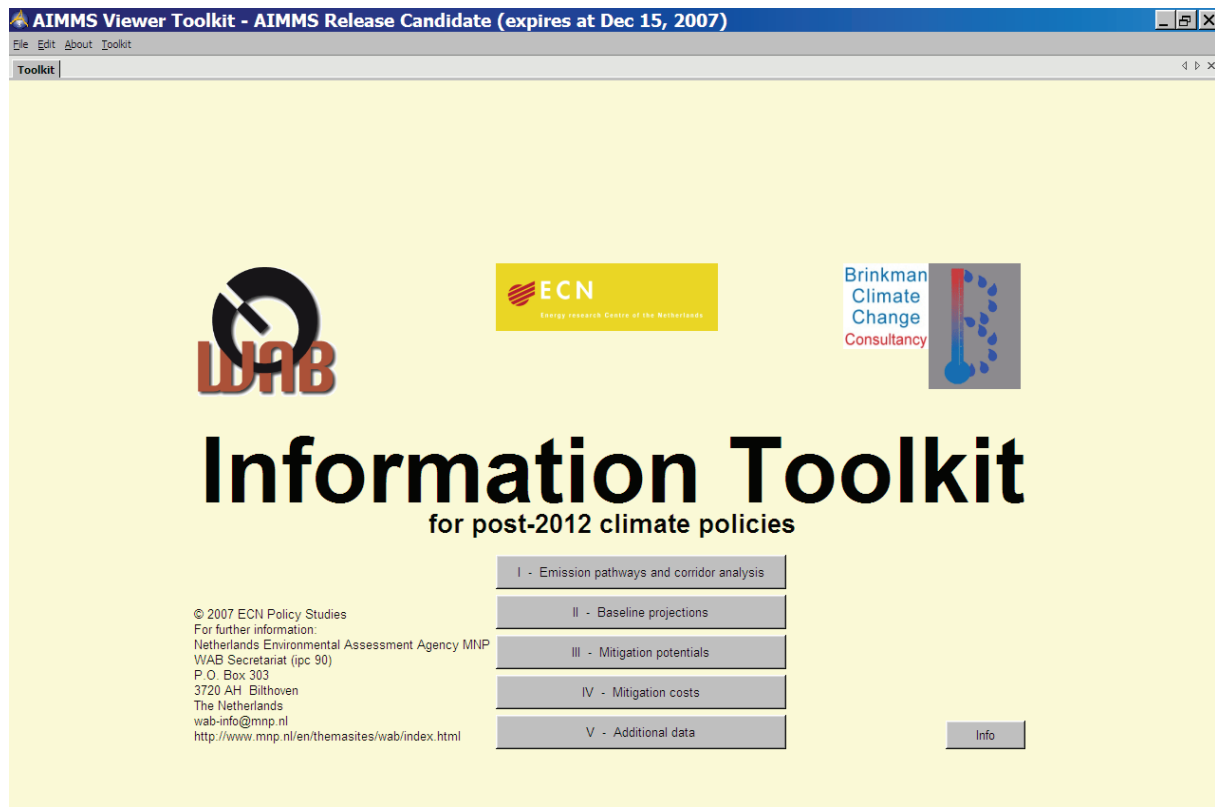 AIMMS Viewer Toolkit - AIMMS Release Candidate (expires at Dec 15, 2007)
File Edit About Toolkit
Toolkit
WAB
ECN
Energy research Centre of the Netherlands
Brinkman
Climate
Change
Consultancy
Information Toolkit
for post-2012 climate policies
I - Emission pathways and corridor analysis
II - Baseline projections
III - Mitigation potentials
IV - Mitigation costs
V - Additional data
© 2007 ECN Policy Studies
For further information:
Netherlands Environmental Assessment Agency MNP
WAB Secretariat (ipc 90)
P.O. Box 303
3720 AH Bilthoven
The Netherlands
wab-info@mnp.nl
http://www.mnp.nl/en/themasites/wab/index.html
Info